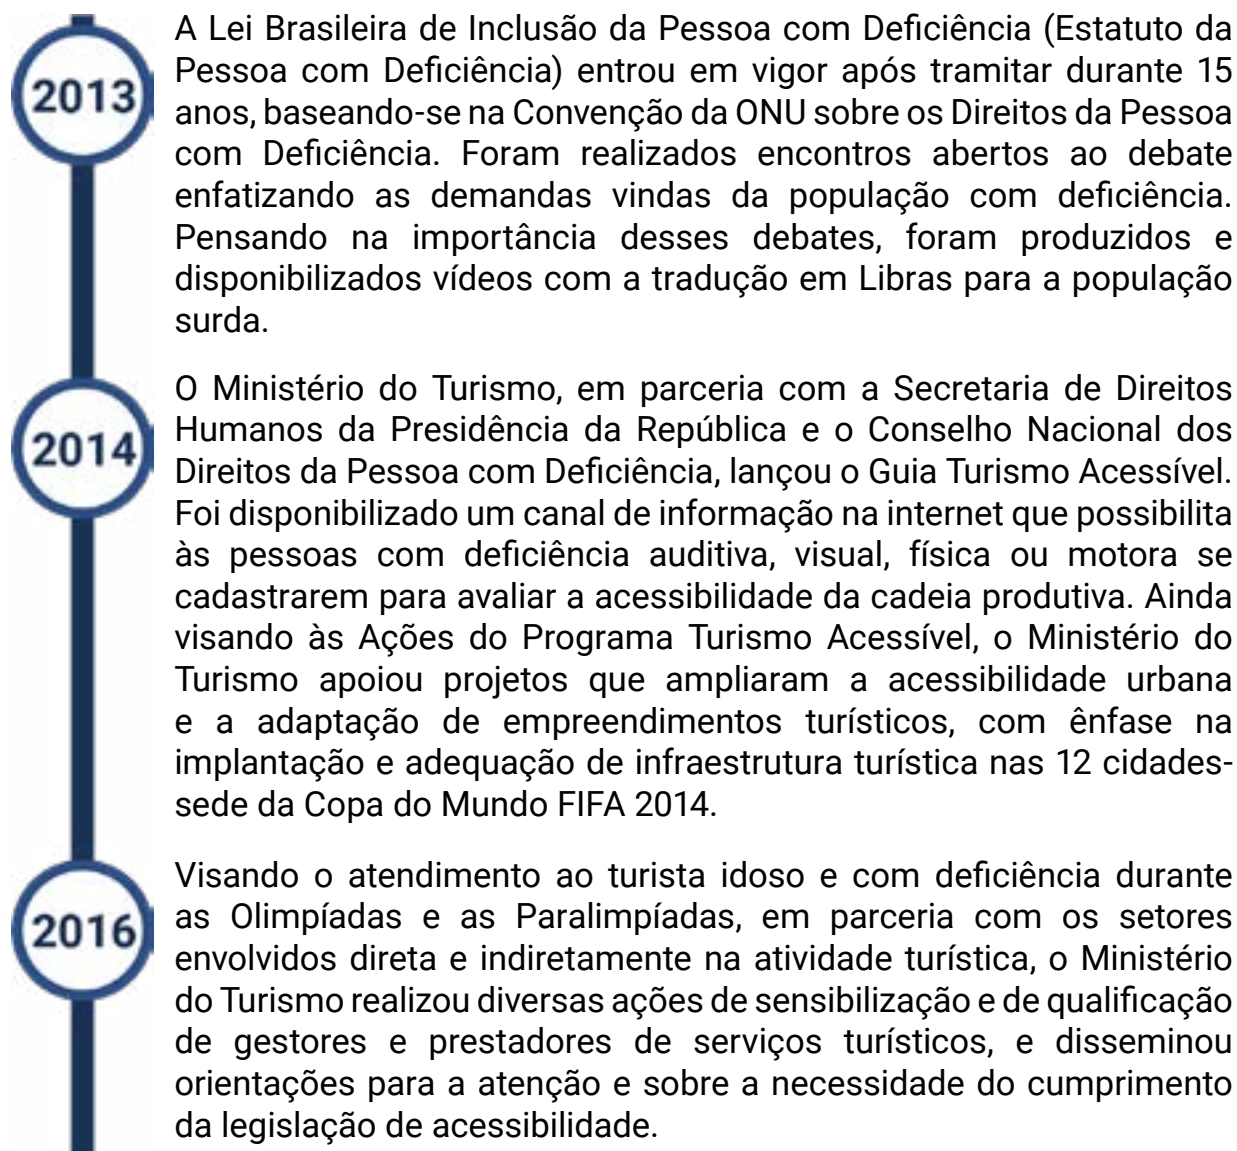 2013
A Lei Brasileira de Inclusão da Pessoa com Deficiência (Estatuto da
Pessoa com Deficiência) entrou em vigor após tramitar durante 15
anos, baseando-se na Convenção da ONU sobre os Direitos da Pessoa
com Deficiência. Foram realizados encontros abertos ao debate
enfatizando as demandas vindas da população com deficiência.
Pensando na importância desses debates, foram produzidos e
disponibilizados vídeos com a tradução em Libras para a população
surda.
2014
O Ministério do Turismo, em parceria com a Secretaria de Direitos
Humanos da Presidência da República e o Conselho Nacional dos
Direitos da Pessoa com Deficiência, lançou o Guia Turismo Acessível.
Foi disponibilizado um canal de informação na internet que possibilita
às pessoas com deficiência auditiva, visual, física ou motora se
cadastrarem para avaliar a acessibilidade da cadeia produtiva. Ainda
visando às Ações do Programa Turismo Acessível, o Ministério do
Turismo apoiou projetos que ampliaram a acessibilidade urbana
e a adaptação de empreendimentos turísticos, com ênfase na
implantação e adequação de infraestrutura turística nas 12 cidades-
sede da Copa do Mundo FIFA 2014.
2016
Visando o atendimento ao turista idoso e com deficiência durante
as Olimpíadas e as Paralimpíadas, em parceria com os setores
envolvidos direta e indiretamente na atividade turística, o Ministério
do Turismo realizou diversas ações de sensibilização e de qualificação
de gestores e prestadores de serviços turísticos, e disseminou
orientações para a atenção e sobre a necessidade do cumprimento
da legislação de acessibilidade.